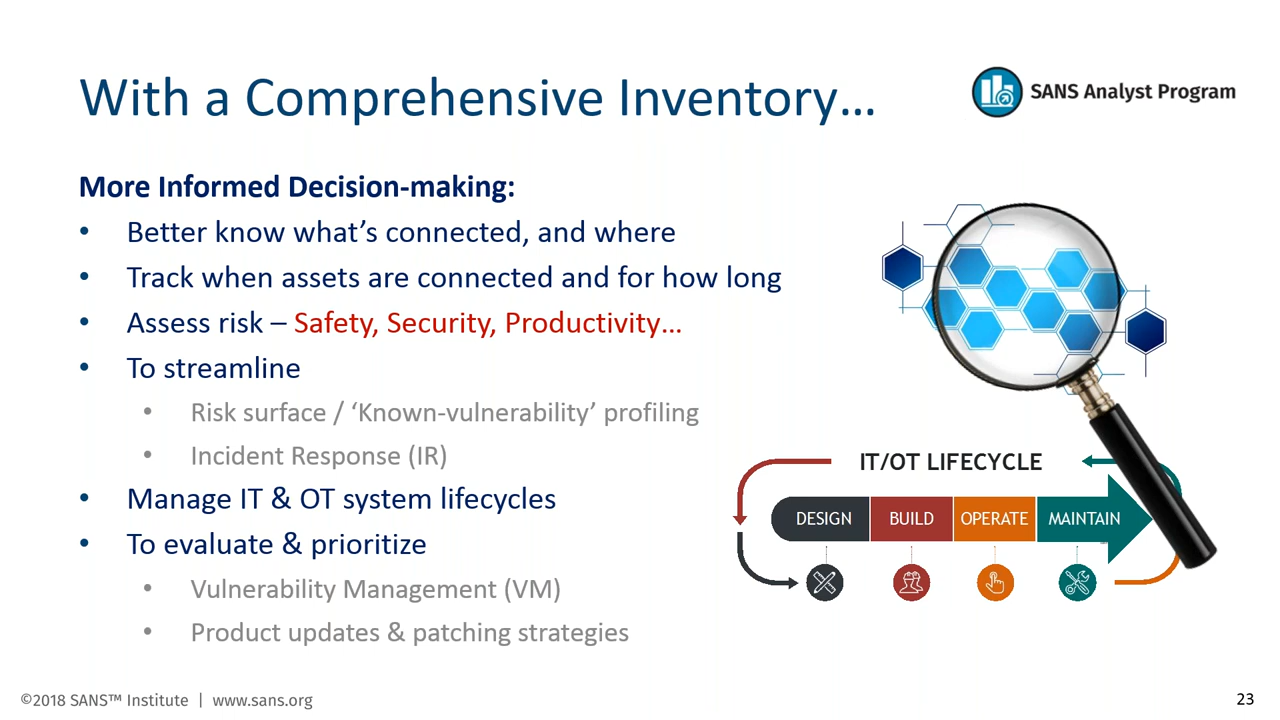 With a Comprehensive Inventory…
SANS Analyst Program
More Informed Decision-making:
• Better know what’s connected, and where
• Track when assets are connected and for how long
• Assess risk – Safety, Security, Productivity…
• To streamline
• Risk surface / ‘Known-vulnerability’ profiling
• Incident Response (IR)
• Manage IT & OT system lifecycles
• To evaluate & prioritize
• Vulnerability Management (VM)
• Product updates & patching strategies
IT/OT LIFECYCLE
DESIGN BUILD OPERATE MAINTAIN
©2018 SANS™ Institute | www.sans.org
23